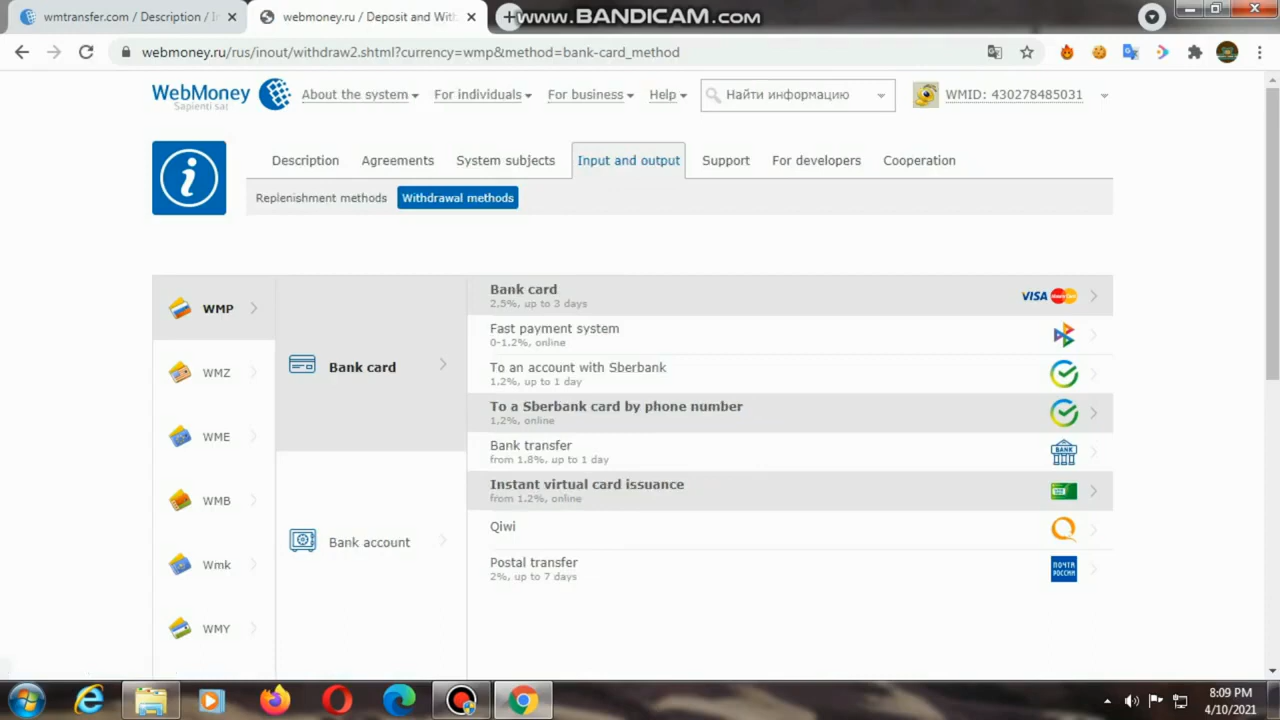 wmtransfer.com / Description / I
webmoney.ru / Deposit and With
www.BANDICAM.com
webmoney.ru/rus/inout/withdraw2.shtml?currency=wmp&method=bank-card_method
WebMoney
Sapienti sat
About the system
For individuals
For business
Help
Найти информацию
WMID: 430278485031
Description
Agreements
System subjects
Input and output
Support
For developers
Cooperation
Replenishment methods
Withdrawal methods
WMP
WMZ
WME
WMB
Wmk
WMY
Bank card
Bank account
Bank card
2,5%, up to 3 days
VISA
Fast payment system
0-1.2%, online
To an account with Sberbank
1.2%, up to 1 day
To a Sberbank card by phone number
1,2%, online
Bank transfer
from 1.8%, up to 1 day
BANK
Instant virtual card issuance
from 1.2%, online
Qiwi
Postal transfer
2%, up to 7 days
ПОЧТА
РОССИИ
8:09 PM
4/10/2021